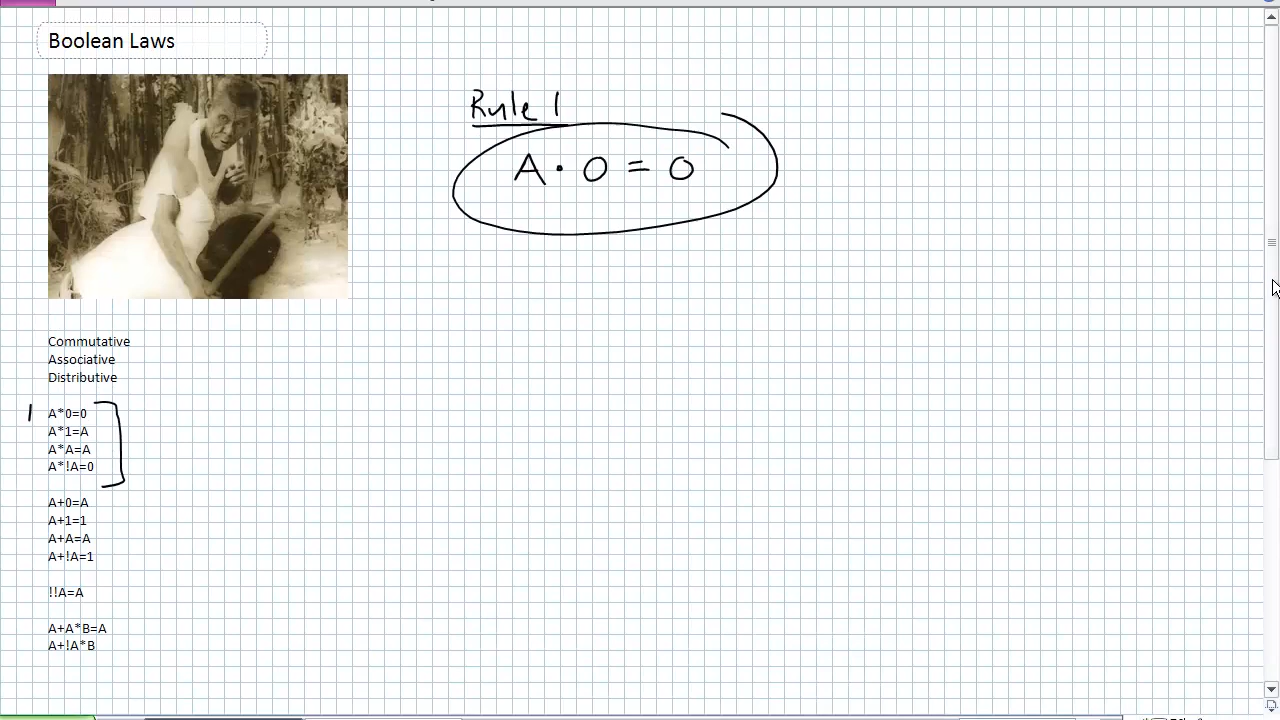 Boolean Laws
Rule 1
A · 0 = 0
Commutative
Associative
Distributive
1 A*0=0
A*1=A
A*A=A
A*!A=0
A+0=A
A+1=1
A+A=A
A+!A=1
!!A=A
A+A*B=A
A+!A*B